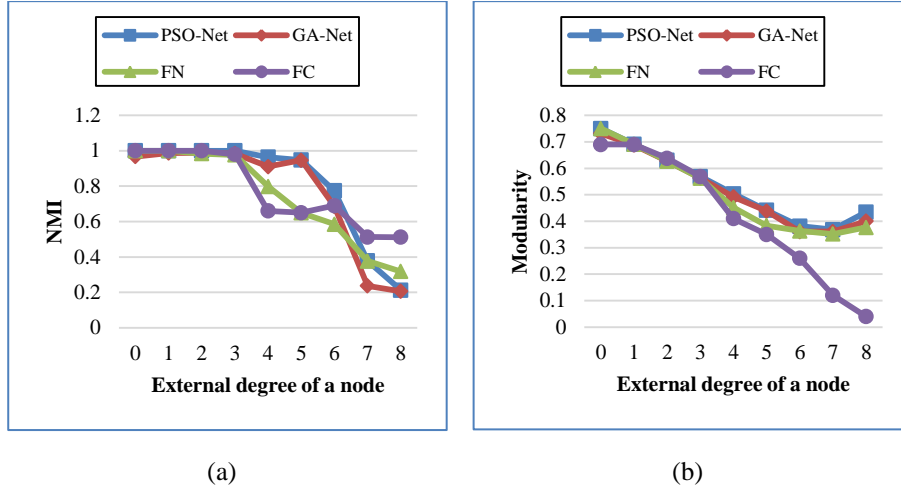 PSO-Net GA-Net
FN FC
1.2
1
0.8
0.6
0.4
0.2
0
NMI
0 1 2 3 4 5 6 7 8
External degree of a node
(a)
PSO-Net GA-Net
FN FC
0.8
0.7
0.6
0.5
0.4
0.3
0.2
0.1
0
Modularity
0 1 2 3 4 5 6 7 8
External degree of a node
(b)